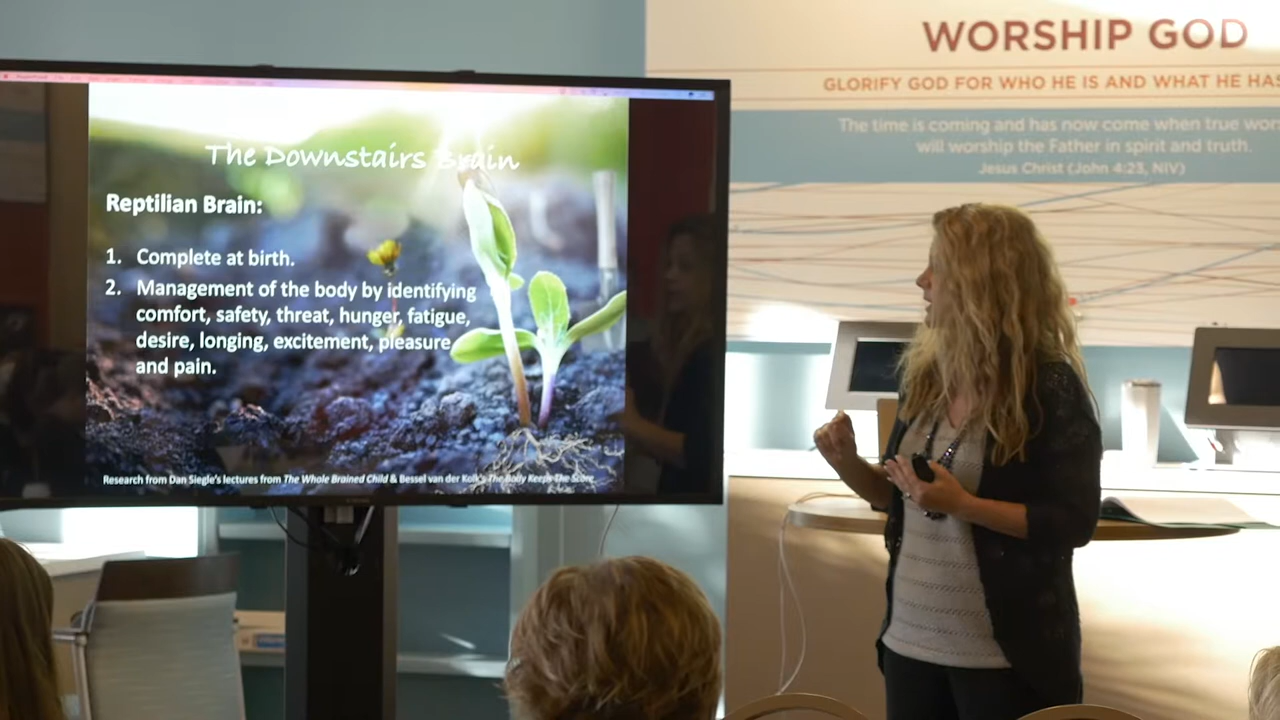 The Downstairs Brain
Reptilian Brain:
1. Complete at birth.
2. Management of the body by identifying
comfort, safety, threat, hunger, fatigue,
desire, longing, excitement, pleasure
and pain.
Research from Dan Siegle's lectures from The Whole Brained Child & Bessel van der Kolk's The Body Keeps The Score
WORSHIP GOD
GLORIFY GOD FOR WHO HE IS AND WHAT HE HAS
The time is coming and has now come when true wor
will worship the Father in spirit and truth.
Jesus Christ (John 4:23, NIV)